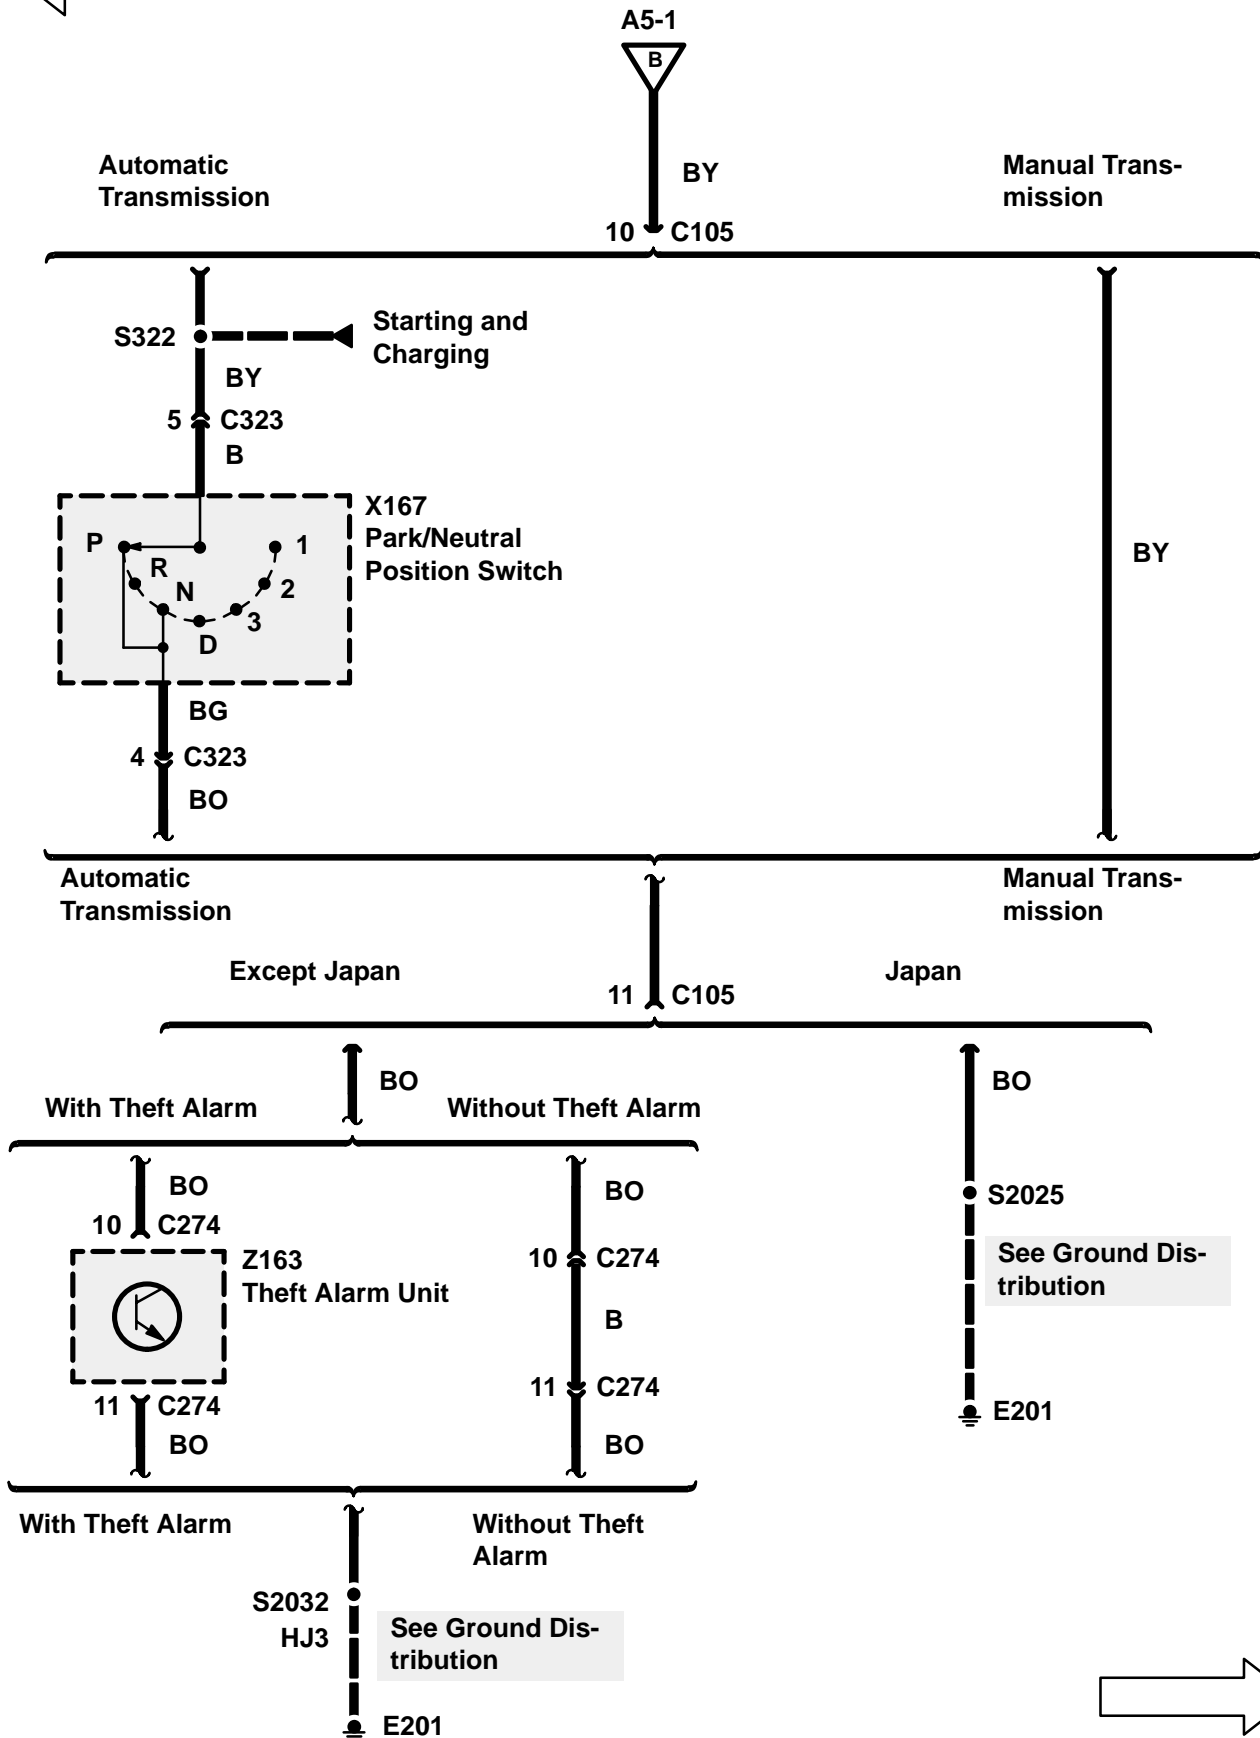 A5-1
B
BY
Automatic
Transmission
Manual Trans-
mission
10 C105
S322
Starting and
Charging
BY
5 C323
B
X167
Park/Neutral
Position Switch
P
R
N
D
3
2
1
BY
BG
4 C323
BO
Automatic
Transmission
Manual Trans-
mission
Except Japan
Japan
11 C105
BO
BO
With Theft Alarm
Without Theft Alarm
BO
10 C274
Z163
Theft Alarm Unit
11 C274
BO
BO
10 C274
B
11 C274
BO
S2025
See Ground Dis-
tribution
E201
With Theft Alarm
Without Theft
Alarm
S2032
HJ3
See Ground Dis-
tribution
E201